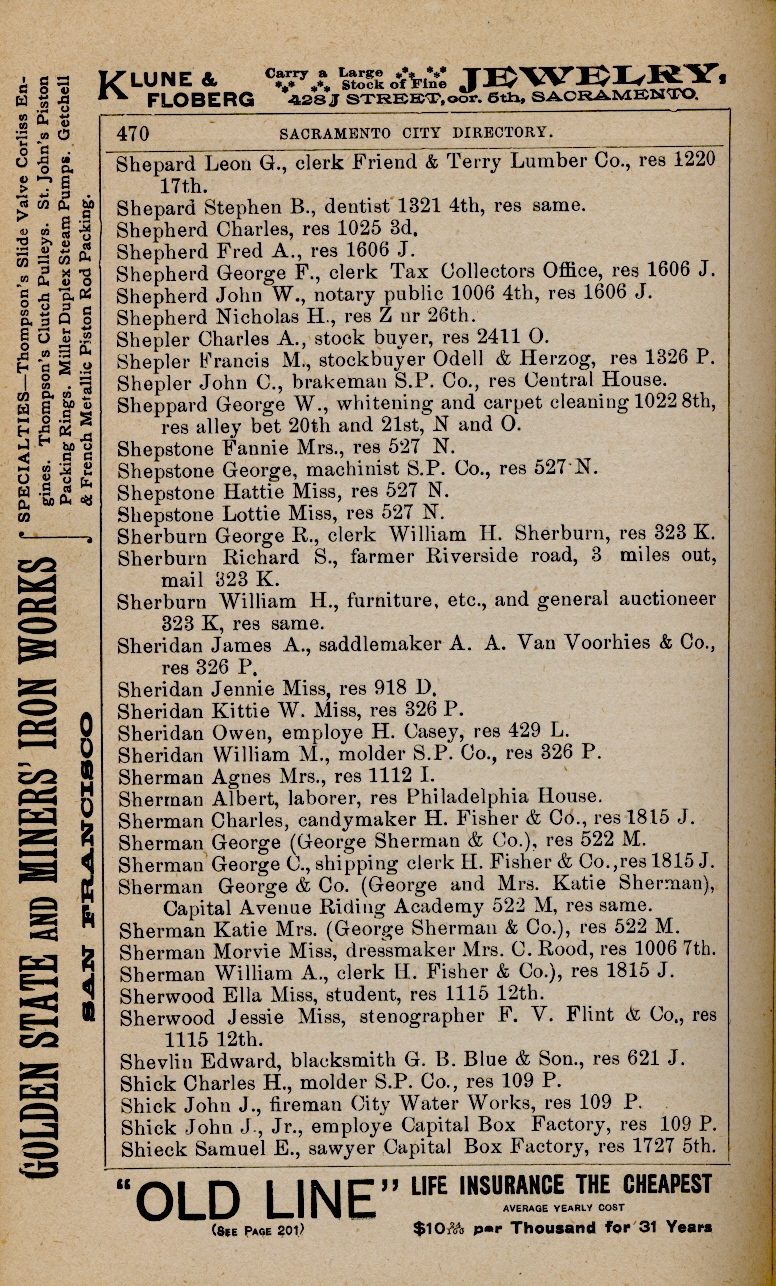 KLUNE & FLOBERG Carry a Large Stock of Fine JEWELRY,
428 J STREET, cor. 5th, SACRAMENTO.
470 SACRAMENTO CITY DIRECTORY.
Shepard Leon G., clerk Friend & Terry Lumber Co., res 1220
17th.
Shepard Stephen B., dentist 1321 4th, res same.
Shepherd Charles, res 1025 3d.
Shepherd Fred A., res 1606 J.
Shepherd George F., clerk Tax Collectors Office, res 1606 J.
Shepherd John W., notary public 1006 4th, res 1606 J.
Shepherd Nicholas H., res Z nr 26th.
Shepler Charles A., stock buyer, res 2411 O.
Shepler Francis M., stockbuyer Odell & Herzog, res 1326 P.
Shepler John C., brakeman S.P. Co., res Central House.
Sheppard George W., whitening and carpet cleaning 1022 8th,
res alley bet 20th and 21st, N and O.
Shepstone Fannie Mrs., res 527 N.
Shepstone George, machinist S.P. Co., res 527 N.
Shepstone Hattie Miss, res 527 N.
Shepstone Lottie Miss, res 527 N.
Sherburn George R., clerk William H. Sherburn, res 323 K.
Sherburn Richard S., farmer Riverside road, 3 miles out,
mail 323 K.
Sherburn William H., furniture, etc., and general auctioneer
323 K, res same.
Sheridan James A., saddlemaker A. A. Van Voorhies & Co.,
res 326 P.
Sheridan Jennie Miss, res 918 D.
Sheridan Kittie W. Miss, res 326 P.
Sheridan Owen, employe H. Casey, res 429 L.
Sheridan William M., molder S.P. Co., res 326 P.
Sherman Agnes Mrs., res 1112 I.
Sherman Albert, laborer, res Philadelphia House.
Sherman Charles, candymaker H. Fisher & Co., res 1815 J.
Sherman George (George Sherman & Co.), res 522 M.
Sherman George C., shipping clerk H. Fisher & Co., res 1815 J.
Sherman George & Co. (George and Mrs. Katie Sherman),
Capital Avenue Riding Academy 522 M, res same.
Sherman Katie Mrs. (George Sherman & Co.), res 522 M.
Sherman Morvie Miss, dressmaker Mrs. C. Rood, res 1006 7th.
Sherman William A., clerk H. Fisher & Co.), res 1815 J.
Sherwood Ella Miss, student, res 1115 12th.
Sherwood Jessie Miss, stenographer F. V. Flint & Co., res
1115 12th.
Shevlin Edward, blacksmith G. B. Blue & Son., res 621 J.
Shick Charles H., molder S.P. Co., res 109 P.
Shick John J., fireman City Water Works, res 109 P.
Shick John J., Jr., employe Capital Box Factory, res 109 P.
Shieck Samuel E., sawyer Capital Box Factory, res 1727 5th.
"OLD LINE" LIFE INSURANCE THE CHEAPEST
AVERAGE YEARLY COST
(SEE PAGE 201) $10 per Thousand for 31 Years
GOLDEN STATE AND MINERS' IRON WORKS
SAN FRANCISCO
SPECIALTIES—Thompson's Slide Valve Corliss En-
gines. Thompson's Clutch Pulleys. St. John's Piston
Packing Rings. Miller Duplex Steam Pumps. Getchell
& French Metallic Piston Rod Packing.